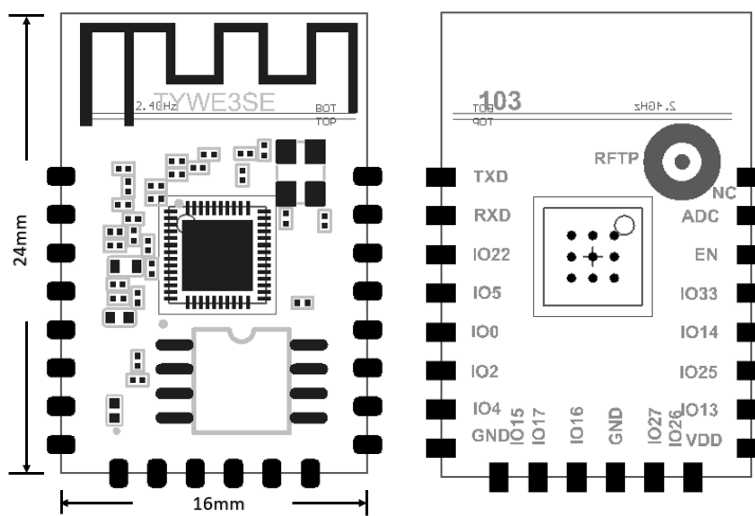 TYWE3SE
2.4GHz
BOT
TOP
24mm
16mm
103
BOT
TOP
2.4GHz
RFTP
NC
TXD
ADC
RXD
EN
IO22
IO33
IO5
IO14
IO0
IO25
IO2
IO13
IO4
VDD
GND
IO15
IO17
IO16
GND
IO27
IO26